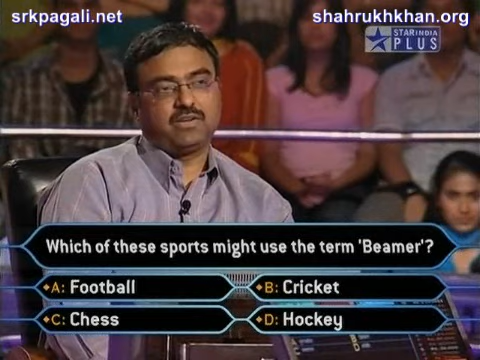 srkpagali.net
shahrukhkhan.org
STAR INDIA
PLUS
Which of these sports might use the term 'Beamer'?
A: Football
B: Cricket
C: Chess
D: Hockey